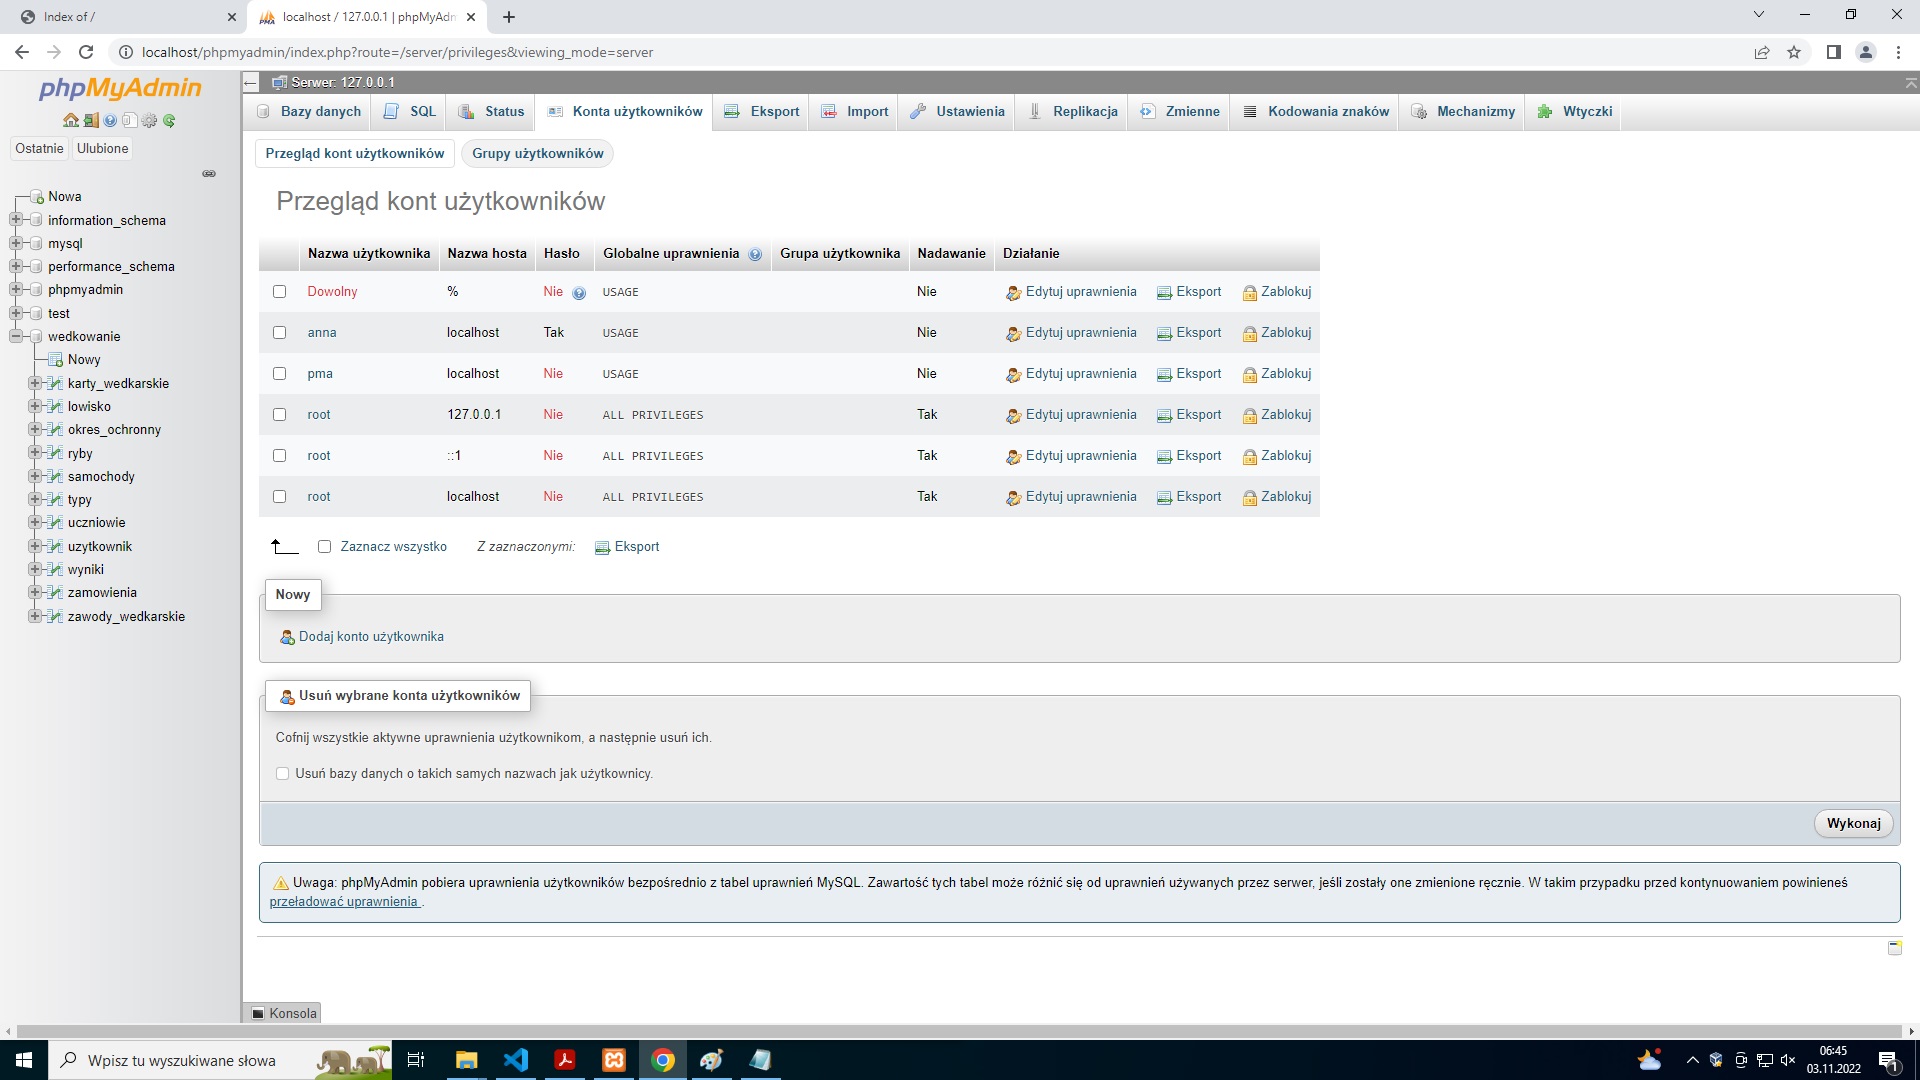 Index of /
localhost / 127.0.0.1 | phpMyAdm
localhost/phpmyadmin/index.php?route=/server/privileges&viewing_mode=server
phpMyAdmin
Ostatnie Ulubione
Nowa
information_schema
mysql
performance_schema
phpmyadmin
test
wedkowanie
Nowy
karty_wedkarskie
lowisko
okres_ochronny
ryby
samochody
typy
uczniowie
uzytkownik
wyniki
zamowienia
zawody_wedkarskie
Serwer: 127.0.0.1
Bazy danych SQL Status Konta użytkowników Eksport Import Ustawienia Replikacja Zmienne Kodowania znaków Mechanizmy Wtyczki
Przegląd kont użytkowników Grupy użytkowników
Przegląd kont użytkowników
Nazwa użytkownika Nazwa hosta Hasło Globalne uprawnienia Grupa użytkownika Nadawanie Działanie
Dowolny % Nie USAGE Nie Edytuj uprawnienia Eksport Zablokuj
anna localhost Tak USAGE Nie Edytuj uprawnienia Eksport Zablokuj
pma localhost Nie USAGE Nie Edytuj uprawnienia Eksport Zablokuj
root 127.0.0.1 Nie ALL PRIVILEGES Tak Edytuj uprawnienia Eksport Zablokuj
root ::1 Nie ALL PRIVILEGES Tak Edytuj uprawnienia Eksport Zablokuj
root localhost Nie ALL PRIVILEGES Tak Edytuj uprawnienia Eksport Zablokuj
Zaznacz wszystko Z zaznaczonymi: Eksport
Nowy
Dodaj konto użytkownika
Usuń wybrane konta użytkowników
Cofnij wszystkie aktywne uprawnienia użytkownikom, a następnie usuń ich.
Usuń bazy danych o takich samych nazwach jak użytkownicy.
Wykonaj
Uwaga: phpMyAdmin pobiera uprawnienia użytkowników bezpośrednio z tabel uprawnień MySQL. Zawartość tych tabel może różnić się od uprawnień używanych przez serwer, jeśli zostały one zmienione ręcznie. W takim przypadku przed kontynuowaniem powinieneś
przeładować uprawnienia .
Konsola
Wpisz tu wyszukiwane słowa
06:45
03.11.2022
1